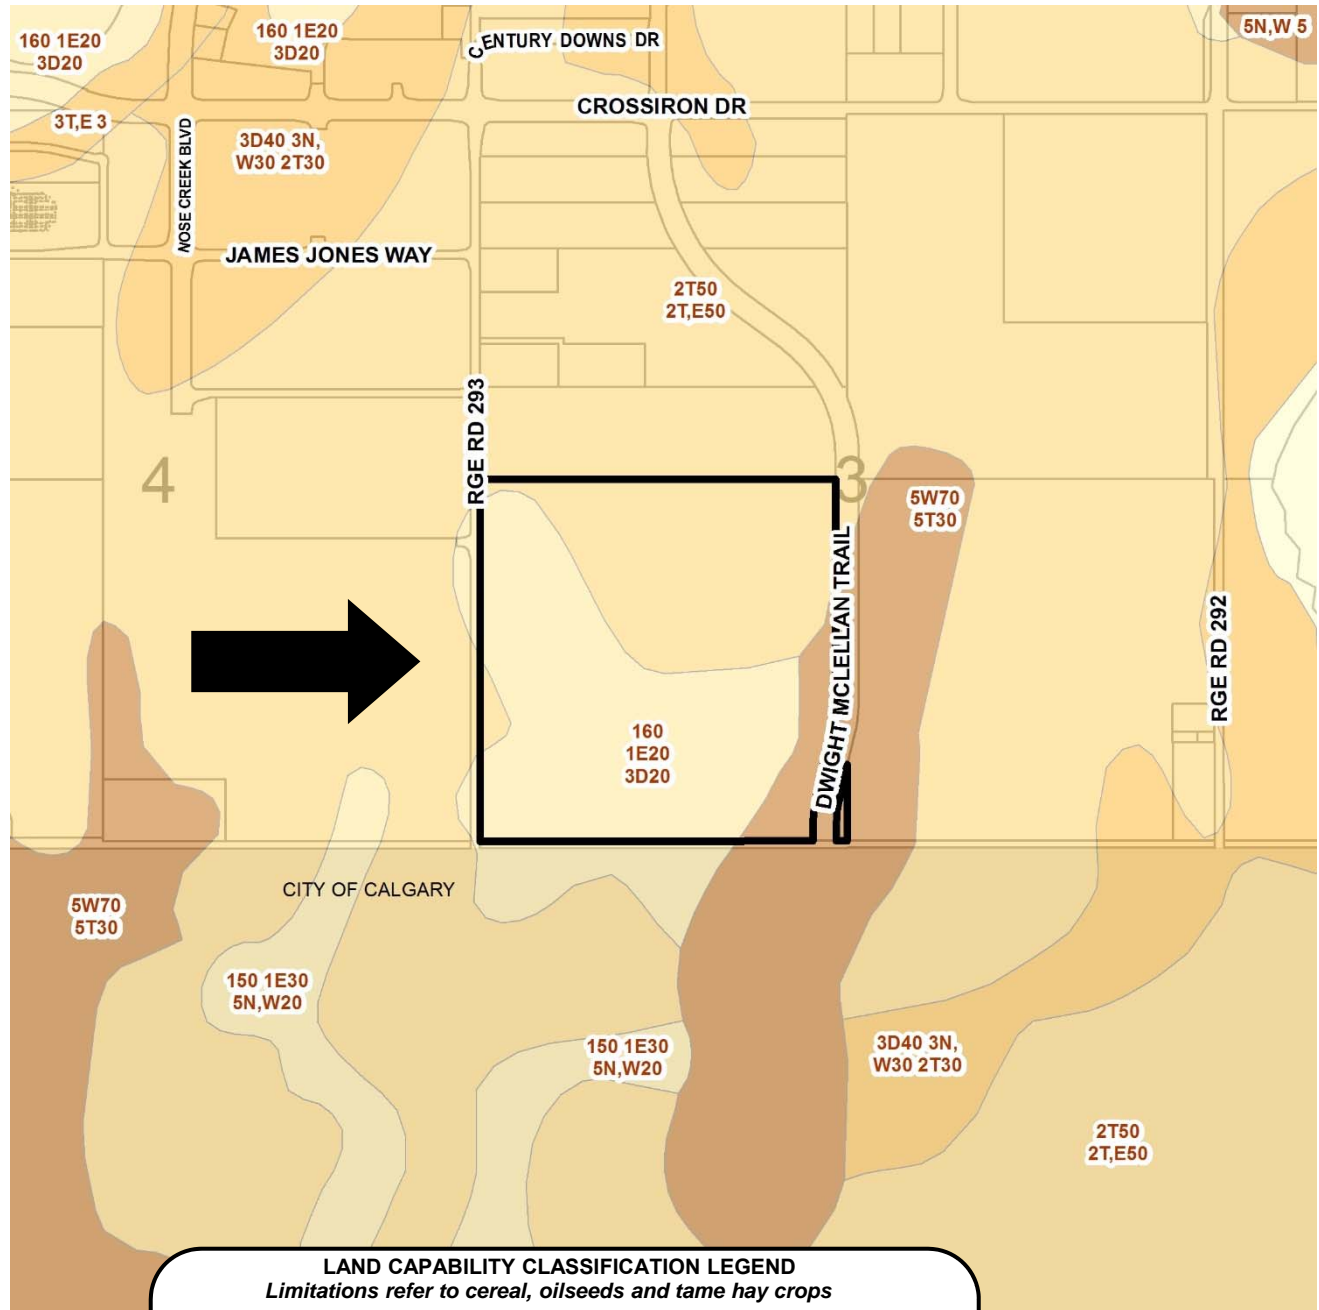 160 1E20
3D20
160 1E20
3D20
CENTURY DOWNS DR
5N,W 5
CROSSIRON DR
3T,E 3
NOSE CREEK BLVD
3D40 3N,
W30 2T30
JAMES JONES WAY
2T50
2T,E50
RGE RD 293
4
3
5W70
5T30
DWIGHT MCLELLAN TRAIL
RGE RD 292
160
1E20
3D20
CITY OF CALGARY
5W70
5T30
150 1E30
5N,W20
150 1E30
5N,W20
3D40 3N,
W30 2T30
2T50
2T,E50
LAND CAPABILITY CLASSIFICATION LEGEND
Limitations refer to cereal, oilseeds and tame hay crops